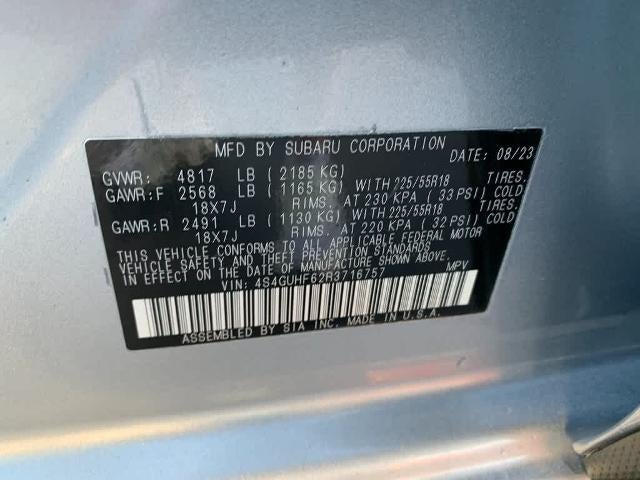 MFD BY SUBARU CORPORATION DATE: 08/23
GVWR: 4817 LB (2185 KG)
GAWR:F 2568 LB (1165 KG) WITH 225/55R18 TIRES.
18X7J RIMS, AT 230 KPA (33 PSI) COLD
GAWR:R 2491 LB (1130 KG) WITH 225/55R18 TIRES.
18X7J RIMS, AT 220 KPA (32 PSI) COLD
THIS VEHICLE CONFORMS TO ALL APPLICABLE FEDERAL MOTOR
VEHICLE SAFETY AND THEFT PREVENTION STANDARDS
IN EFFECT ON THE DATE OF MANUFACTURE SHOWN ABOVE.
VIN: 4S4GUHF62R3716757 MPV
ASSEMBLED BY SIA INC. MADE IN U.S.A.